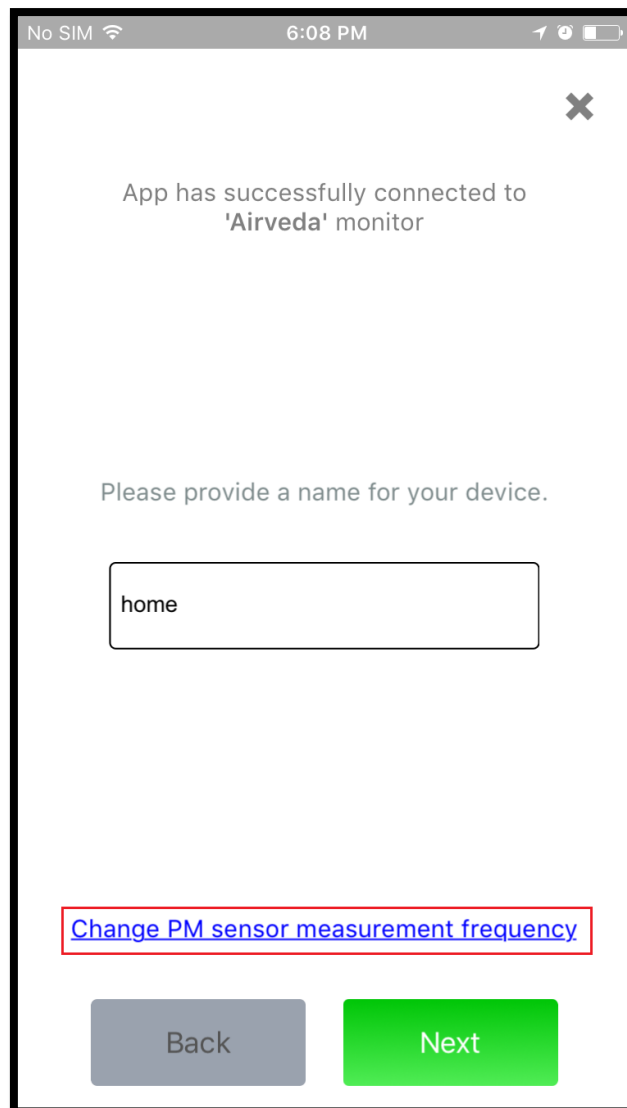 No SIM 6:08 PM
App has successfully connected to
'Airveda' monitor
Please provide a name for your device.
home
Change PM sensor measurement frequency
Back Next